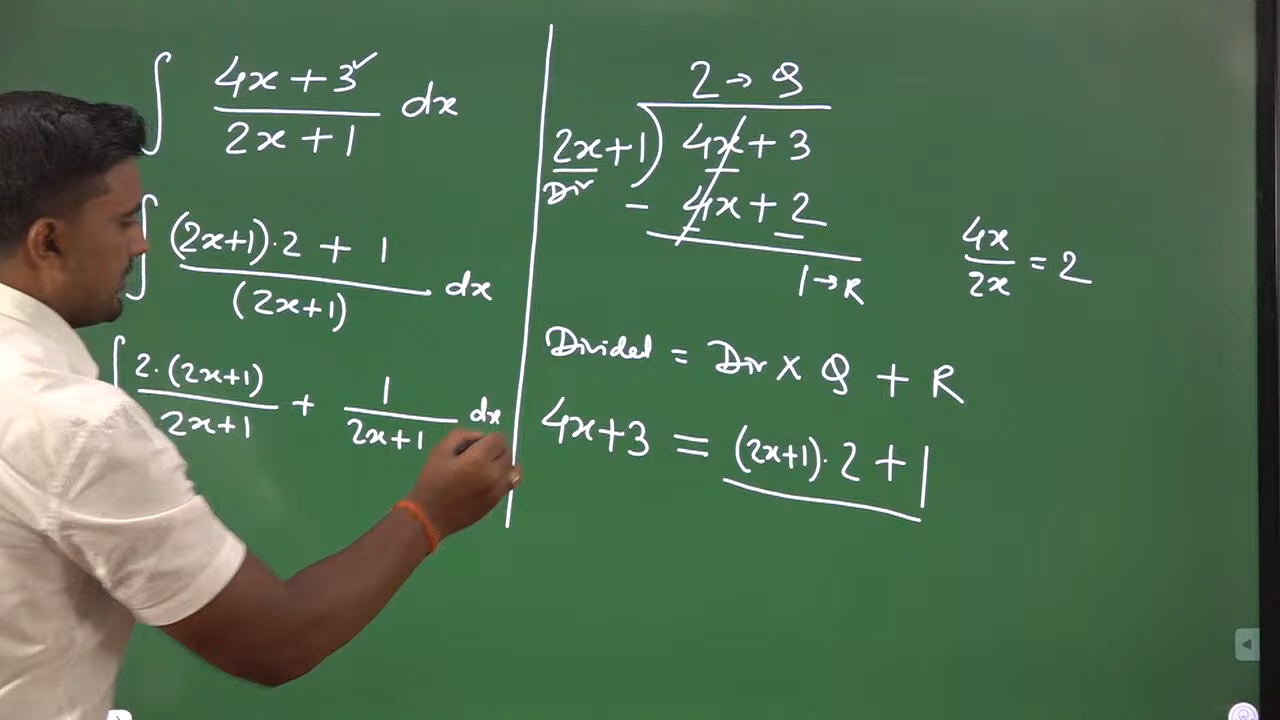 ∫ (4x + 3)/(2x + 1) dx
∫ ((2x+1)·2 + 1)/(2x+1) dx
∫ (2·(2x+1))/(2x+1) + 1/(2x+1) dx
2 → Q
2x+1) 4x + 3
Div
− 4x + 2
1 → R
4x/2x = 2
Divided = Div × Q + R
4x+3 = (2x+1)·2 + 1